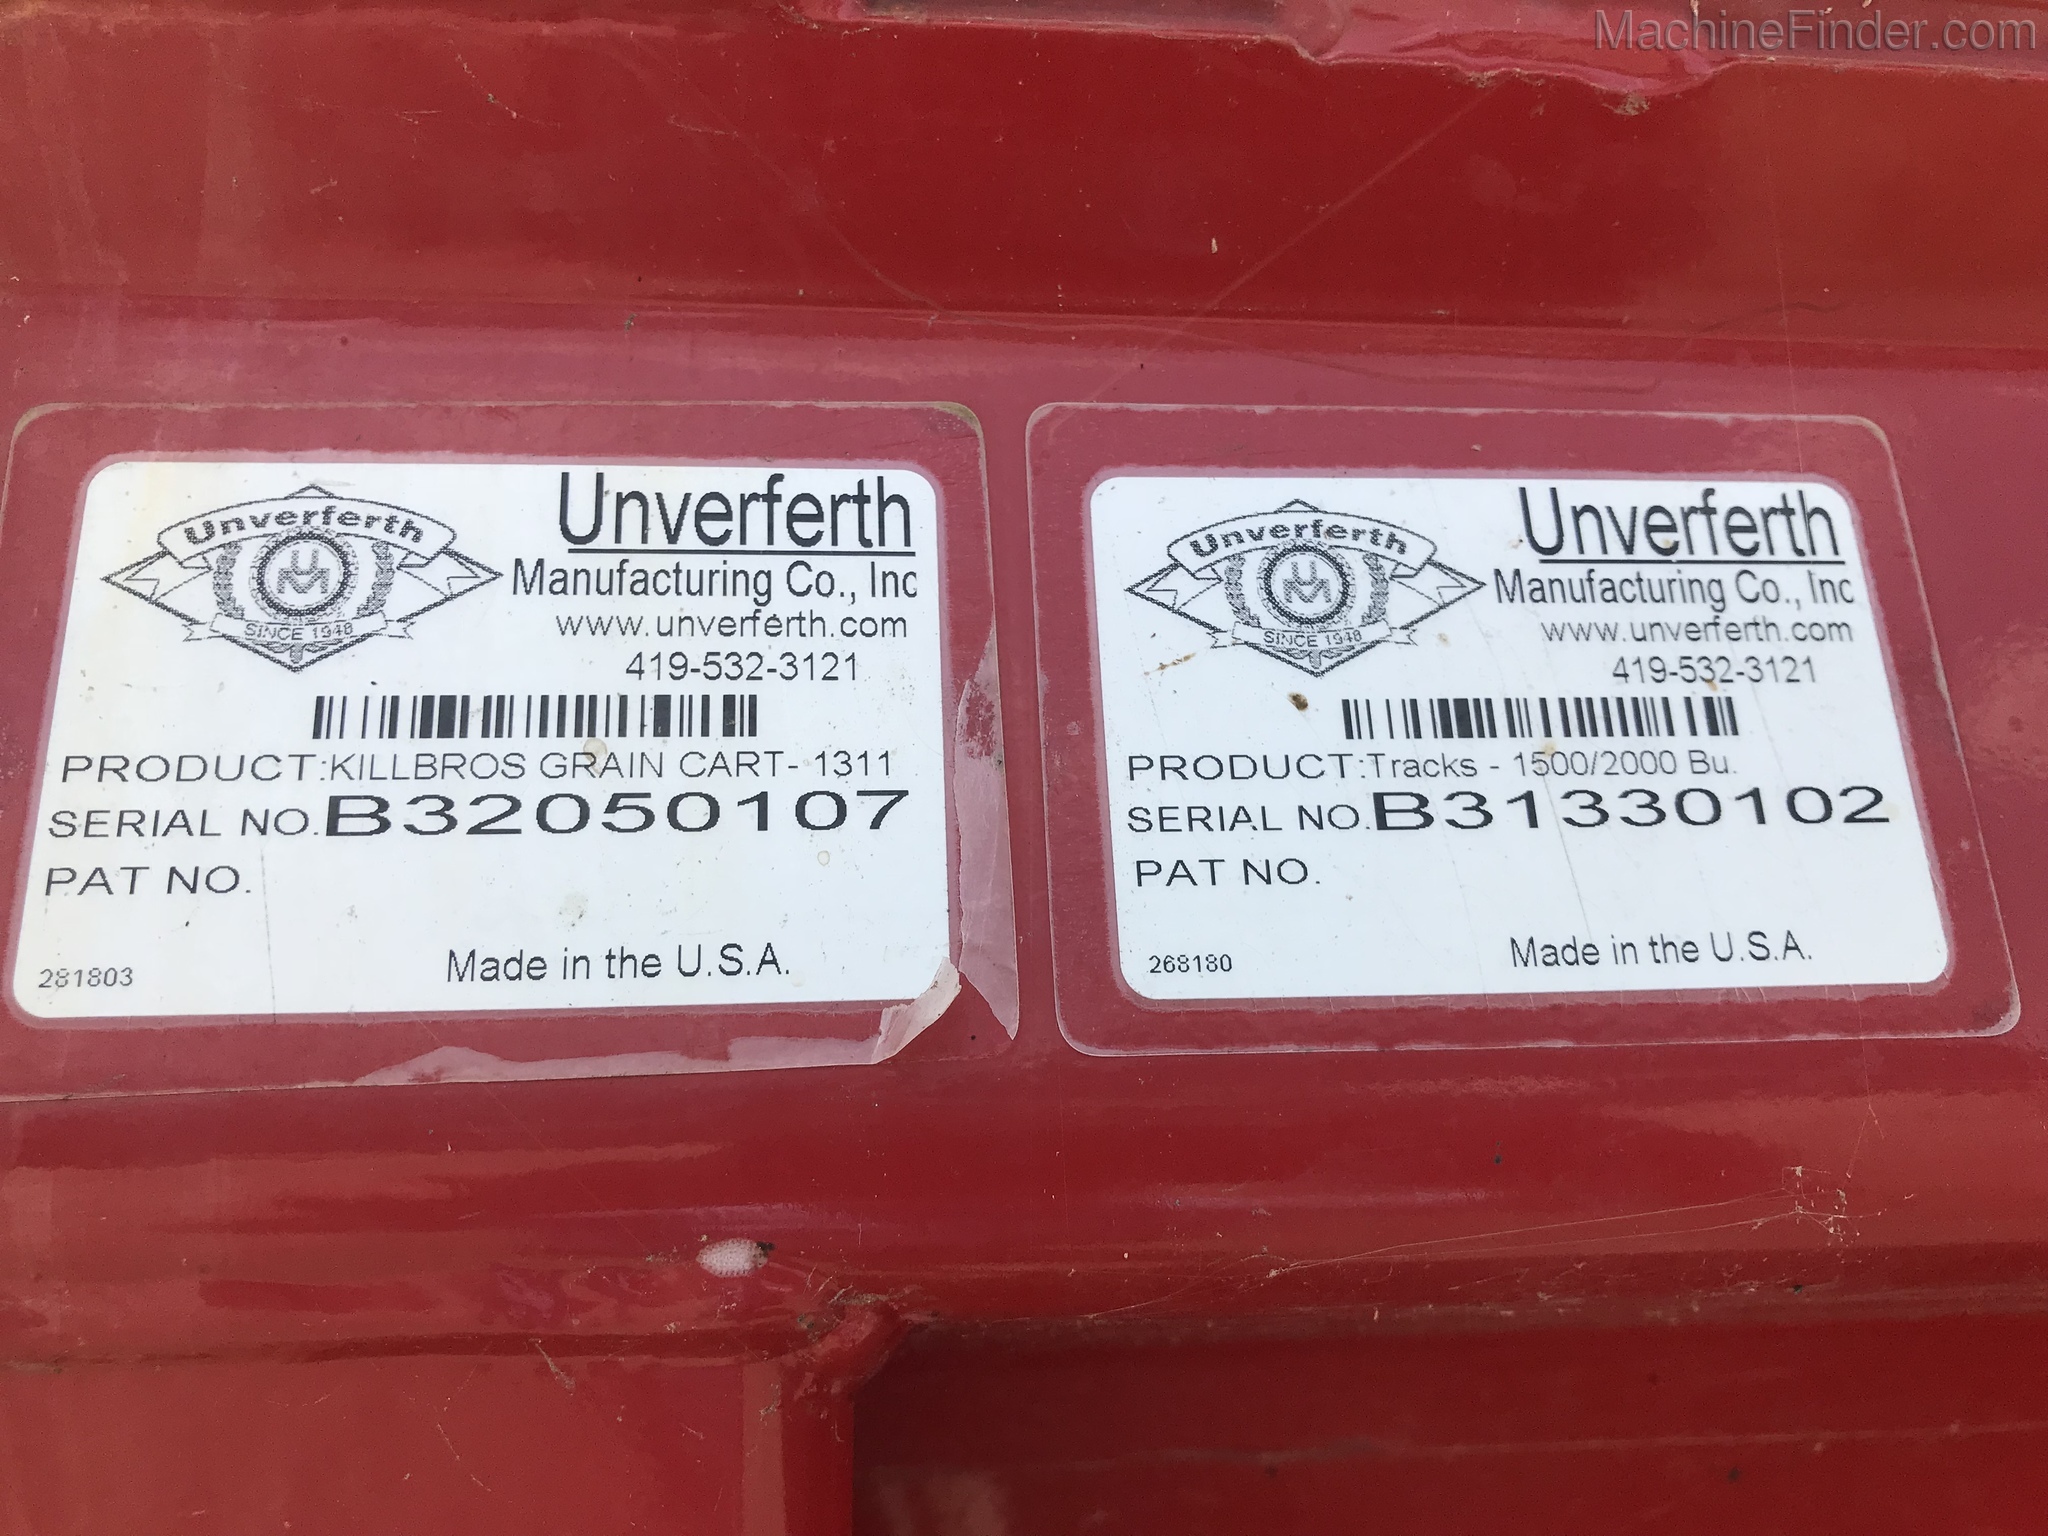 MachineFinder.com
Unverferth
UM
SINCE 1948
Unverferth
Manufacturing Co., Inc
www.unverferth.com
419-532-3121
PRODUCT:KILLBROS GRAIN CART- 1311
SERIAL NO.B32050107
PAT NO.
281803
Made in the U.S.A.
Unverferth
UM
SINCE 1948
Unverferth
Manufacturing Co., Inc
www.unverferth.com
419-532-3121
PRODUCT:Tracks - 1500/2000 Bu.
SERIAL NO.B31330102
PAT NO.
268180
Made in the U.S.A.